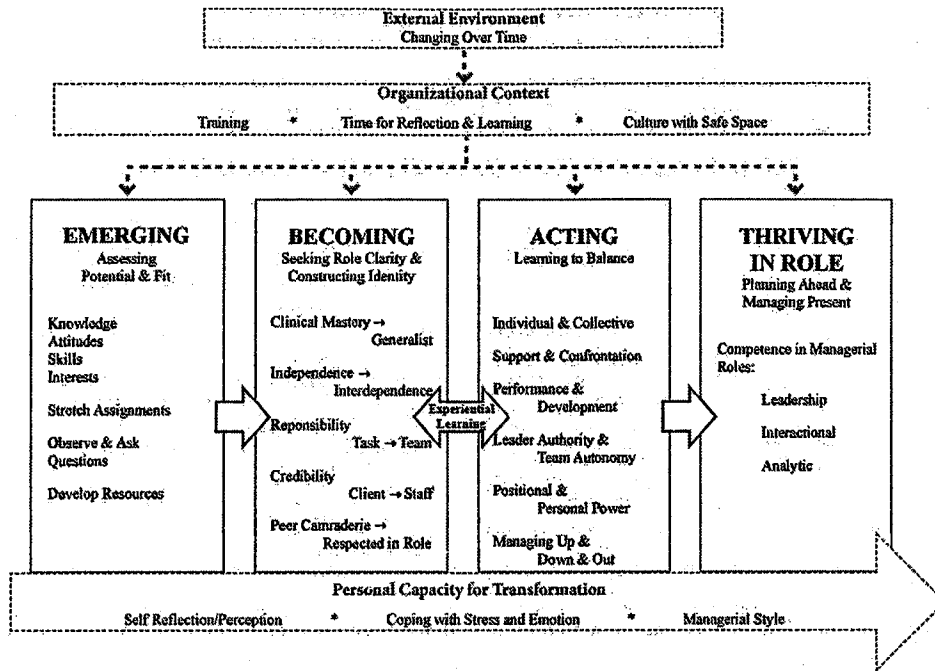 External Environment
Changing Over Time
Organizational Context
Training * Time for Reflection & Learning * Culture with Safe Space
EMERGING
Assessing
Potential & Fit
Knowledge
Attitudes
Skills
Interests
Stretch Assignments
Observe & Ask
Questions
Develop Resources
BECOMING
Seeking Role Clarity &
Constructing Identity
Clinical Mastery →
Generalist
Independence →
Interdependence
Reponsibility
Task → Team
Credibility
Client → Staff
Peer Camraderie →
Respected in Role
Experiential
Learning
ACTING
Learning to Balance
Individual & Collective
Support & Confrontation
Performance &
Development
Leader Authority &
Team Autonomy
Positional &
Personal Power
Managing Up &
Down & Out
THRIVING
IN ROLE
Planning Ahead &
Managing Present
Competence in Managerial
Roles:
Leadership
Interactional
Analytic
Personal Capacity for Transformation
Self Reflection/Perception * Coping with Stress and Emotion * Managerial Style